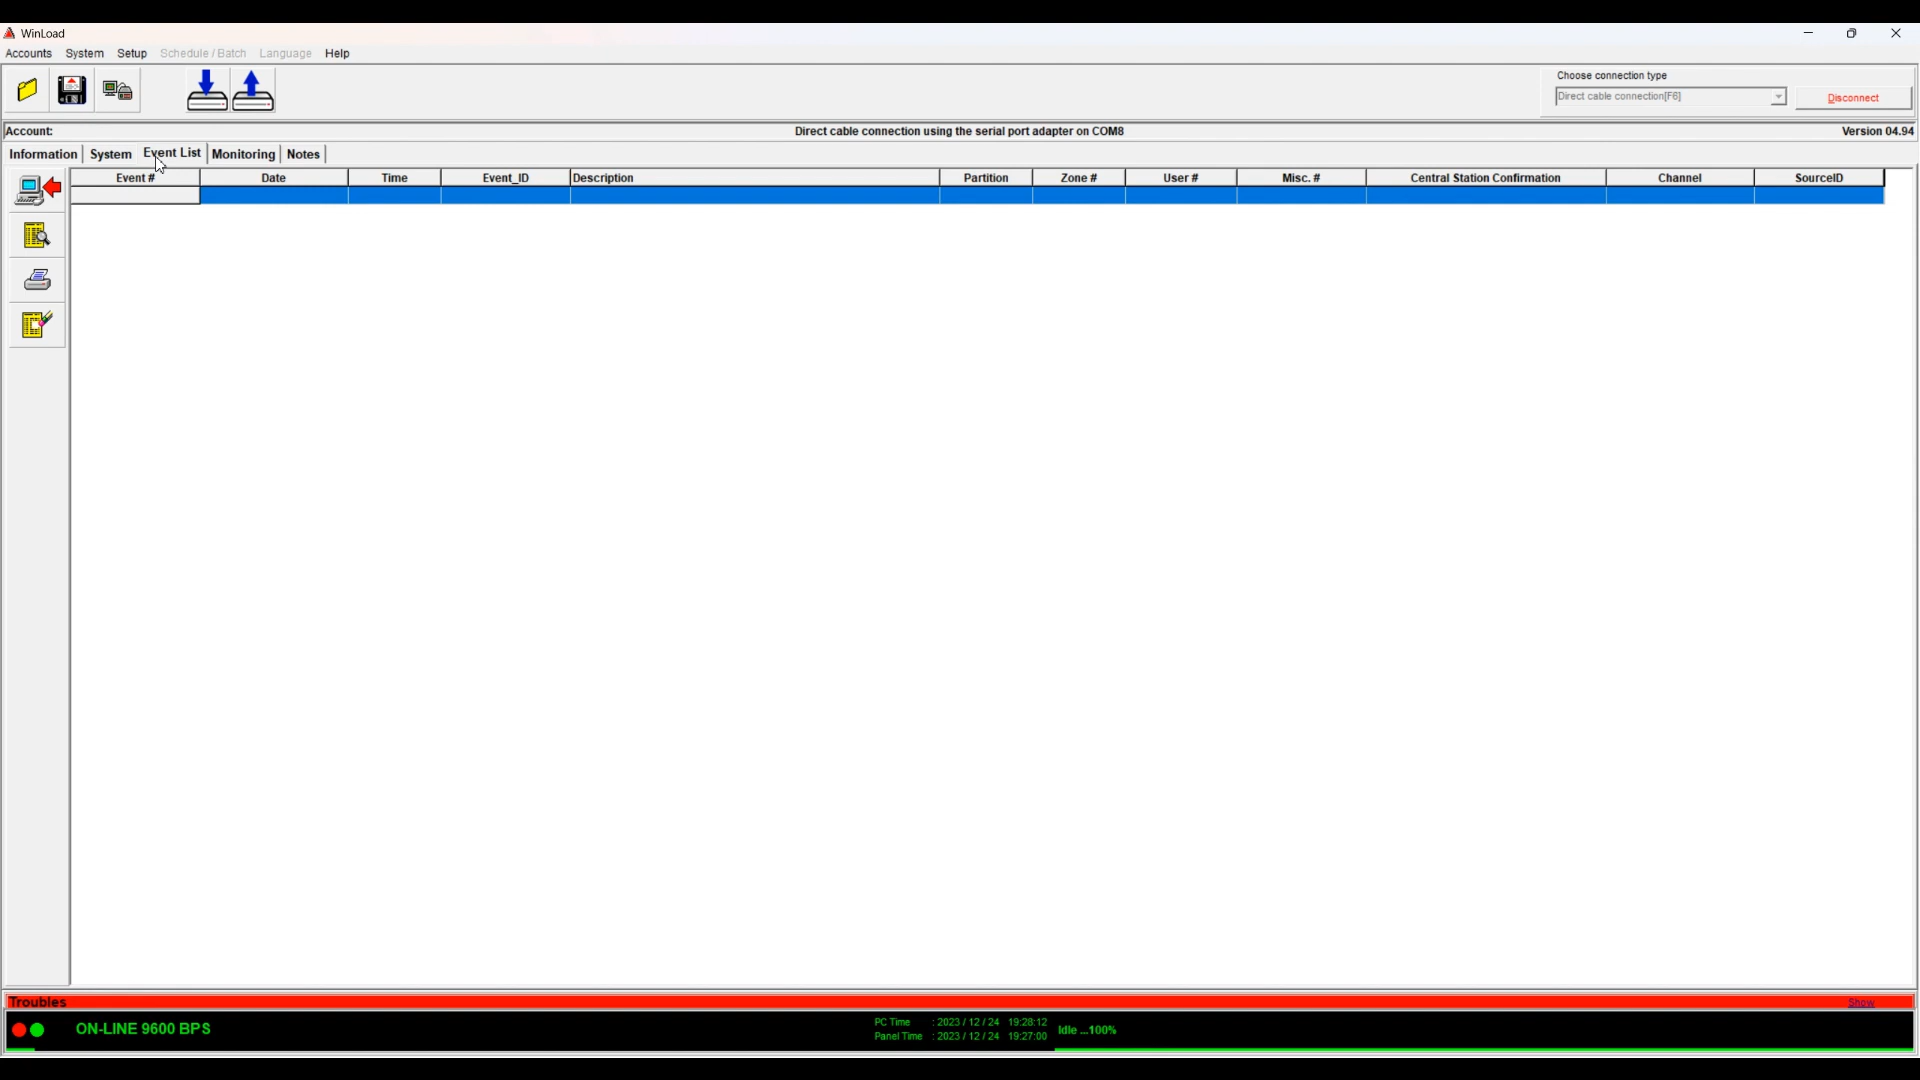 WinLoad
Accounts System Setup Schedule / Batch Language Help
Choose connection type
Direct cable connection[F6]
Disconnect
Account: Direct cable connection using the serial port adapter on COM8 Version 04.94
Information System Event List Monitoring Notes
Event # Date Time Event_ID Description Partition Zone # User # Misc. # Central Station Confirmation Channel SourceID
Troubles Show
ON-LINE 9600 BPS
PC Time : 2023 / 12 / 24 19:28:12
Panel Time : 2023 / 12 / 24 19:27:00
Idle ...100%